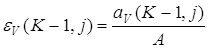 ε_V (K − 1, j) = a_V (K − 1, j) / A